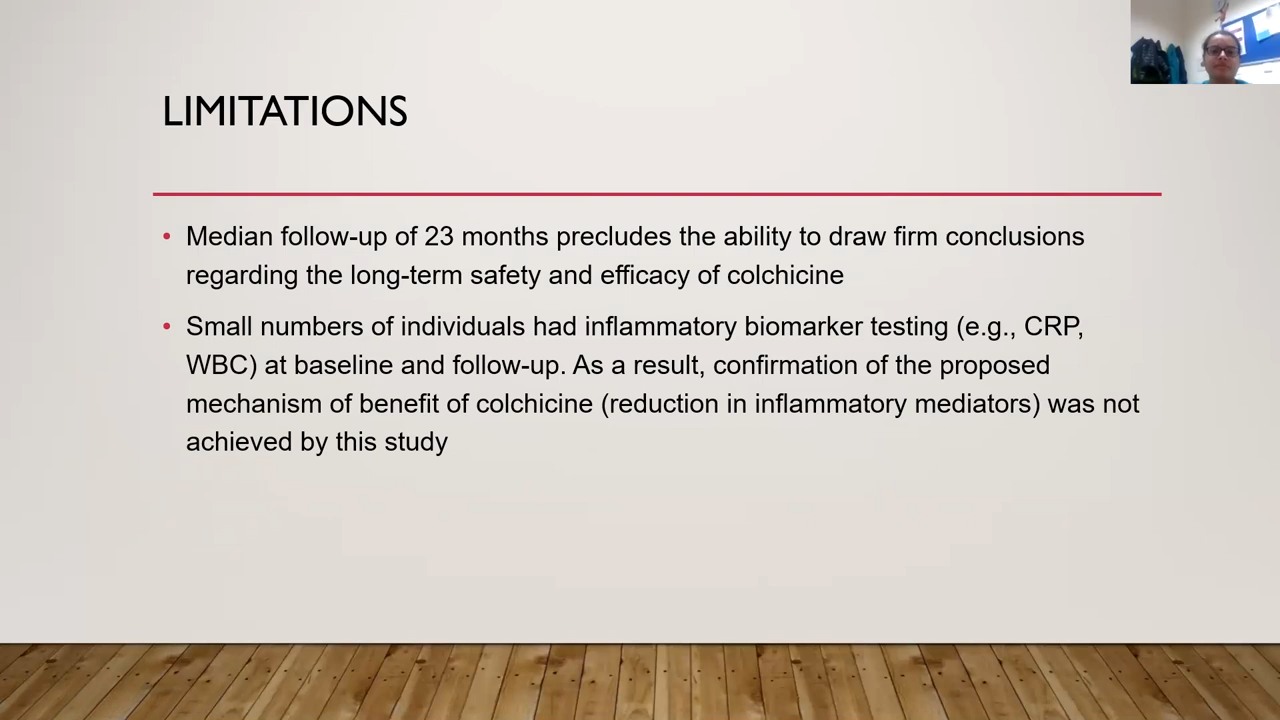 LIMITATIONS
• Median follow-up of 23 months precludes the ability to draw firm conclusions
regarding the long-term safety and efficacy of colchicine
• Small numbers of individuals had inflammatory biomarker testing (e.g., CRP,
WBC) at baseline and follow-up. As a result, confirmation of the proposed
mechanism of benefit of colchicine (reduction in inflammatory mediators) was not
achieved by this study